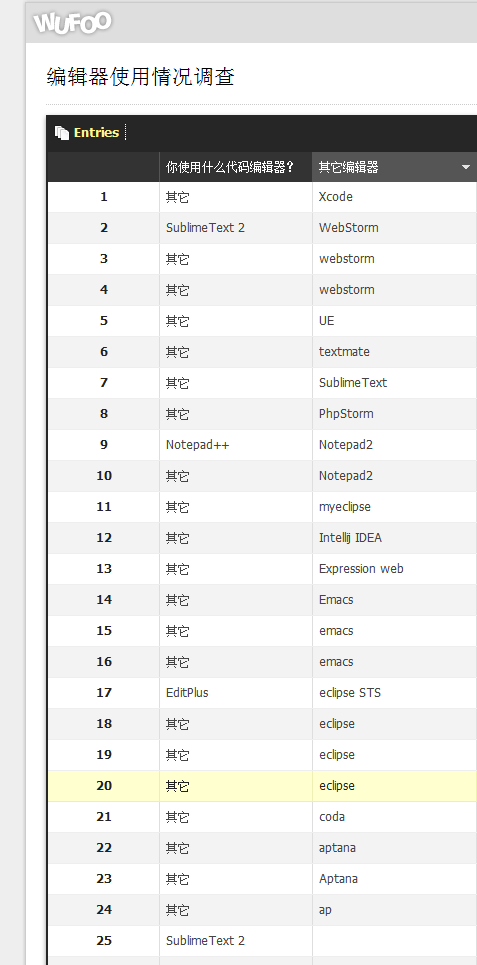 WUFOO
编辑器使用情况调查
Entries
你使用什么代码编辑器? 其它编辑器
1 其它 Xcode
2 SublimeText 2 WebStorm
3 其它 webstorm
4 其它 webstorm
5 其它 UE
6 其它 textmate
7 其它 SublimeText
8 其它 PhpStorm
9 Notepad++ Notepad2
10 其它 Notepad2
11 其它 myeclipse
12 其它 Intellij IDEA
13 其它 Expression web
14 其它 Emacs
15 其它 emacs
16 其它 emacs
17 EditPlus eclipse STS
18 其它 eclipse
19 其它 eclipse
20 其它 eclipse
21 其它 coda
22 其它 aptana
23 其它 Aptana
24 其它 ap
25 SublimeText 2